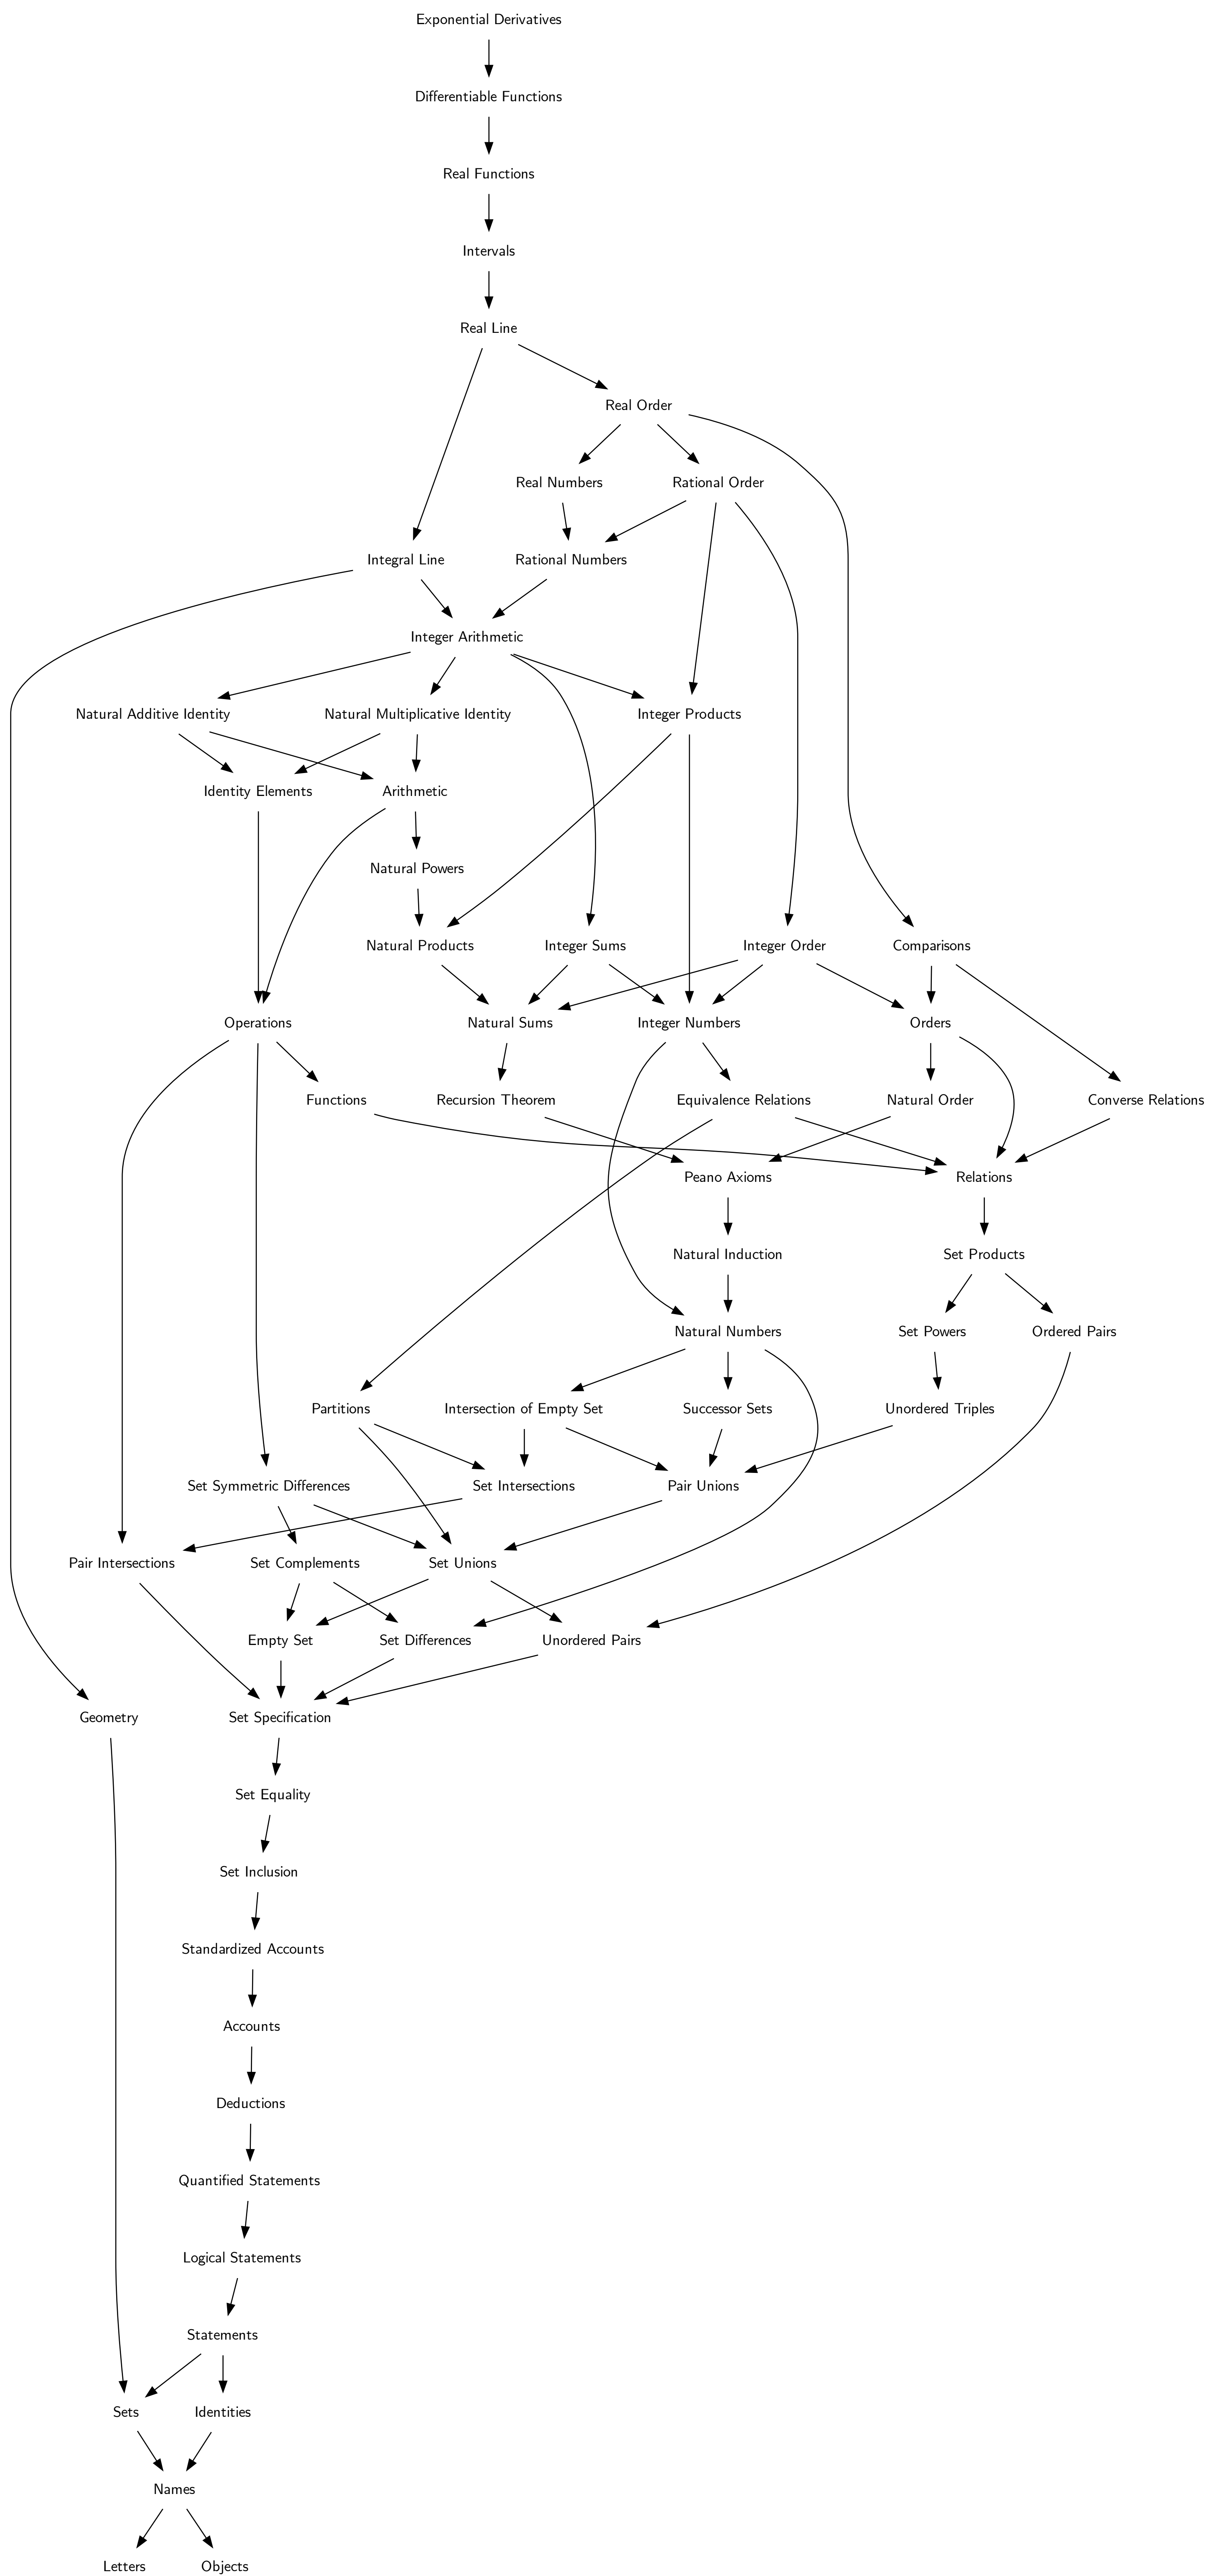 Exponential Derivatives
Differentiable Functions
Real Functions
Intervals
Real Line
Real Order
Real Numbers
Rational Order
Integral Line
Rational Numbers
Integer Arithmetic
Natural Additive Identity
Natural Multiplicative Identity
Integer Products
Identity Elements
Arithmetic
Natural Powers
Natural Products
Integer Sums
Integer Order
Comparisons
Operations
Natural Sums
Integer Numbers
Orders
Functions
Recursion Theorem
Equivalence Relations
Natural Order
Converse Relations
Peano Axioms
Relations
Natural Induction
Set Products
Natural Numbers
Set Powers
Ordered Pairs
Partitions
Intersection of Empty Set
Successor Sets
Unordered Triples
Set Symmetric Differences
Set Intersections
Pair Unions
Pair Intersections
Set Complements
Set Unions
Empty Set
Set Differences
Unordered Pairs
Geometry
Set Specification
Set Equality
Set Inclusion
Standardized Accounts
Accounts
Deductions
Quantified Statements
Logical Statements
Statements
Sets
Identities
Names
Letters
Objects